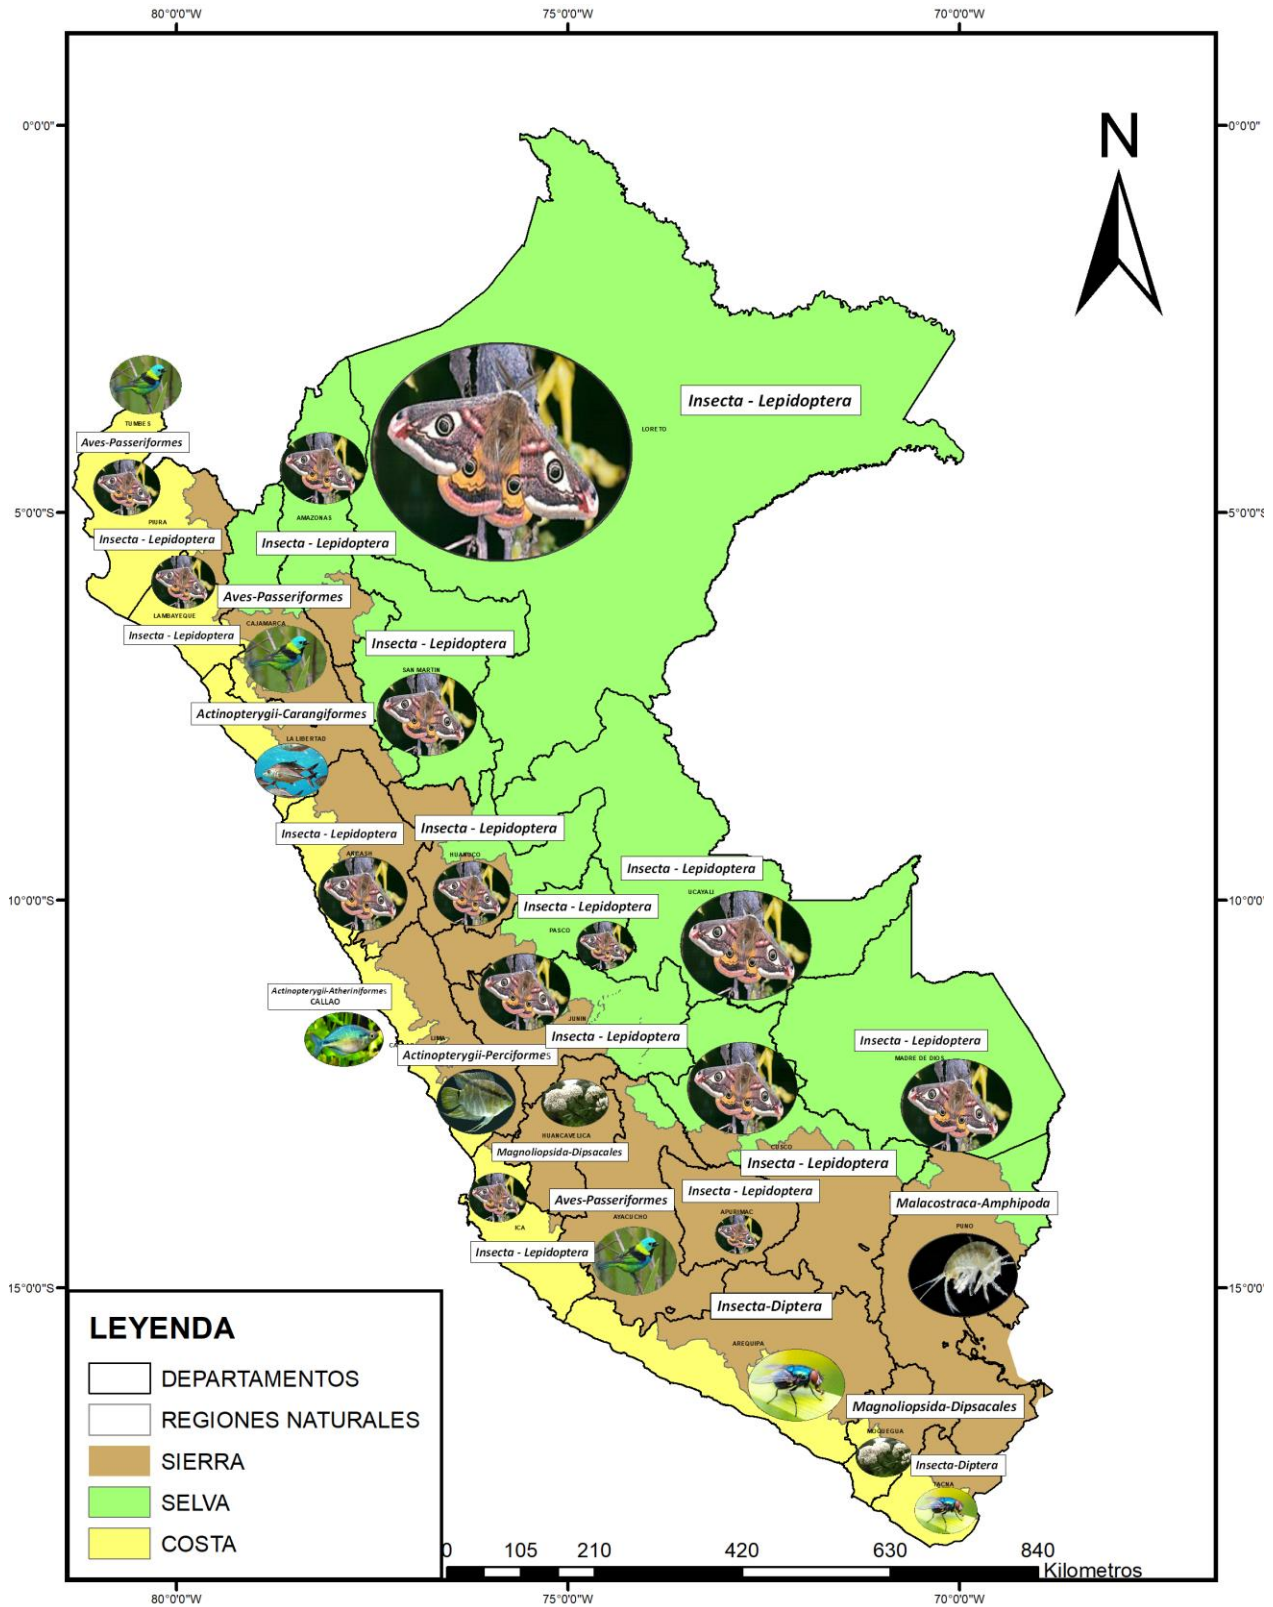 80°0'0"W 75°0'0"W 70°0'0"W
N
0°0'0" 0°0'0"
Insecta - Lepidoptera
LORETO
TUMBES
Aves-Passeriformes
PIURA
Insecta - Lepidoptera
AMAZONAS
Insecta - Lepidoptera
5°0'0"S 5°0'0"S
LAMBAYEQUE
Insecta - Lepidoptera
Aves-Passeriformes
CAJAMARCA
Insecta - Lepidoptera
SAN MARTIN
Actinopterygii-Carangiformes
LA LIBERTAD
Insecta - Lepidoptera
ANCASH
Insecta - Lepidoptera
HUANUCO
Insecta - Lepidoptera
UCAYALI
Insecta - Lepidoptera
PASCO
10°0'0"S 10°0'0"S
Actinopterygii-Atheriniformes
CALLAO
LIMA
Actinopterygii-Perciformes
JUNIN
Insecta - Lepidoptera
Insecta - Lepidoptera
MADRE DE DIOS
HUANCAVELICA
Magnoliopsida-Dipsacales
CUSCO
Insecta - Lepidoptera
ICA
Insecta - Lepidoptera
Aves-Passeriformes
AYACUCHO
Insecta - Lepidoptera
APURIMAC
Malacostraca-Amphipoda
PUNO
15°0'0"S 15°0'0"S
Insecta-Diptera
AREQUIPA
Magnoliopsida-Dipsacales
MOQUEGUA
Insecta-Diptera
TACNA
LEYENDA
DEPARTAMENTOS
REGIONES NATURALES
SIERRA
SELVA
COSTA
0 105 210 420 630 840
Kilometros
80°0'0"W 75°0'0"W 70°0'0"W